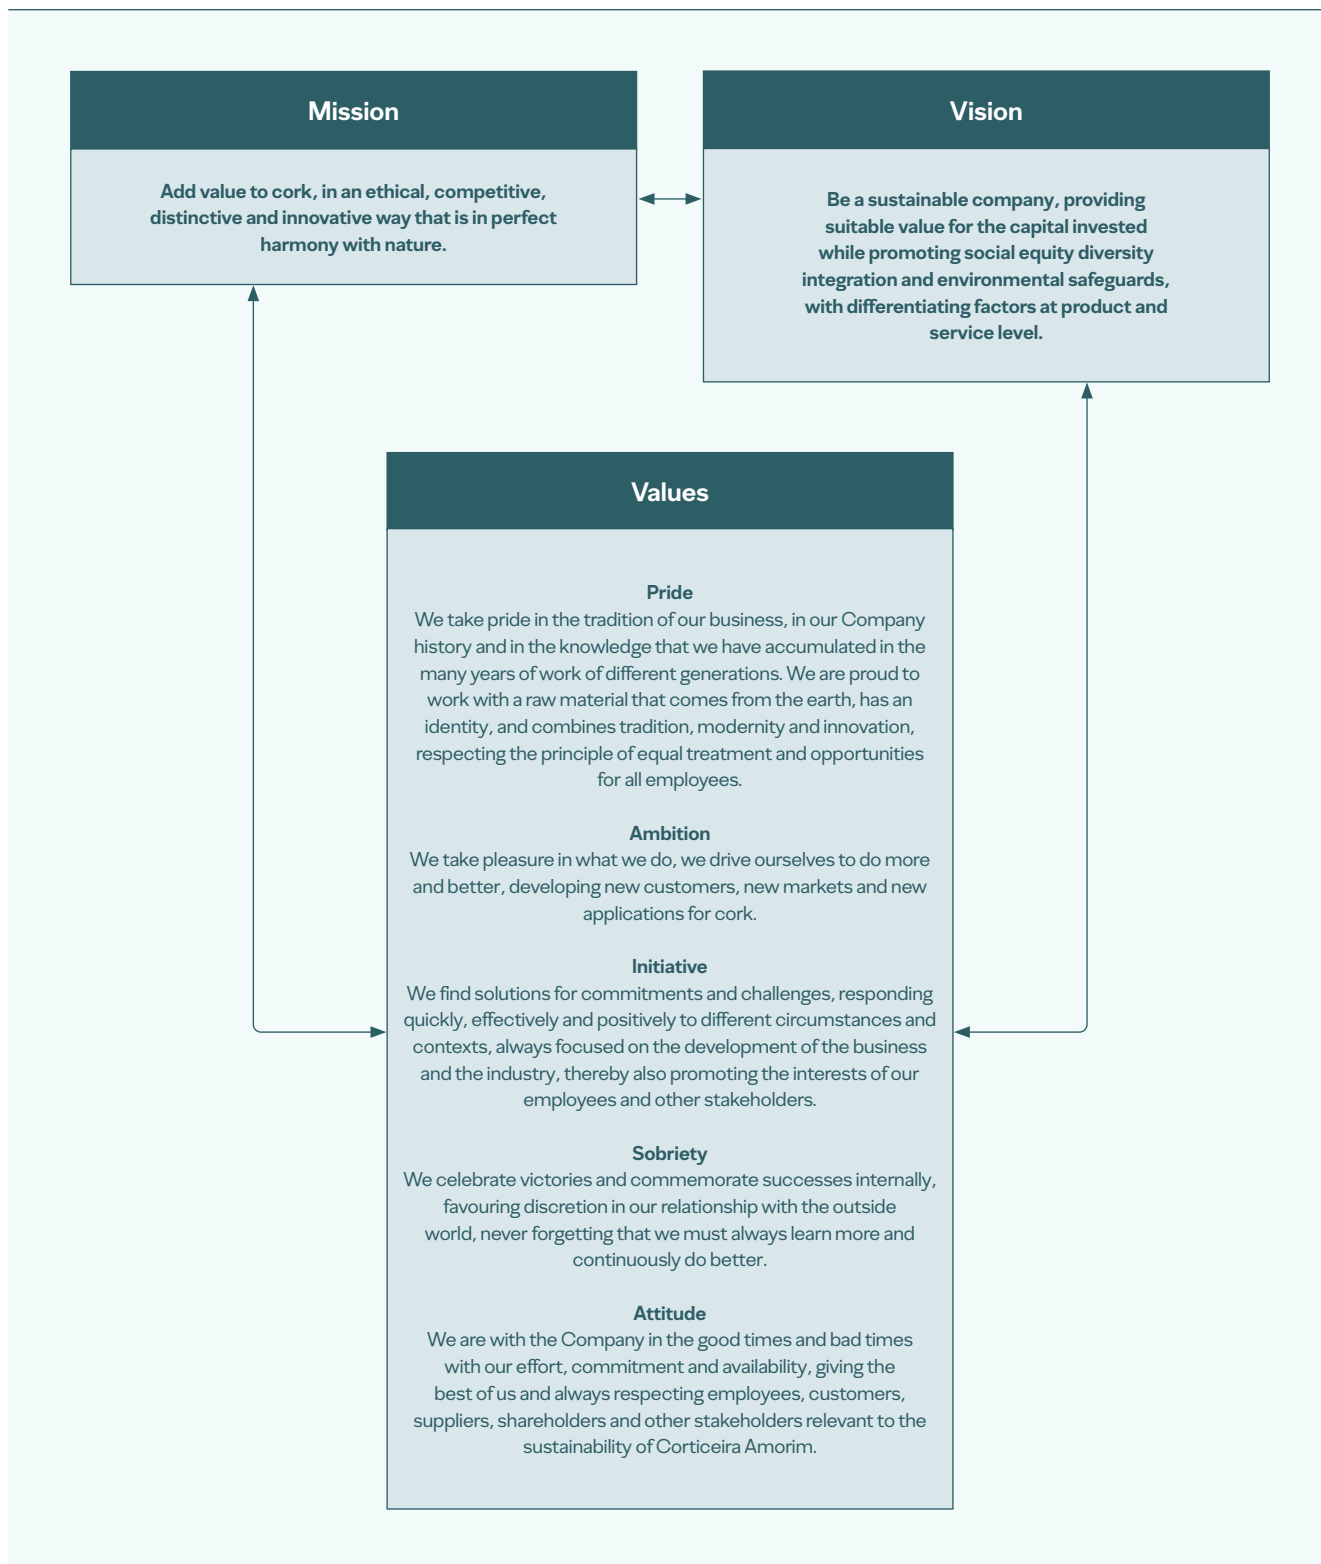 Mission
Add value to cork, in an ethical, competitive,
distinctive and innovative way that is in perfect
harmony with nature.
Vision
Be a sustainable company, providing
suitable value for the capital invested
while promoting social equity diversity
integration and environmental safeguards,
with differentiating factors at product and
service level.
Values
Pride
We take pride in the tradition of our business, in our Company
history and in the knowledge that we have accumulated in the
many years of work of different generations. We are proud to
work with a raw material that comes from the earth, has an
identity, and combines tradition, modernity and innovation,
respecting the principle of equal treatment and opportunities
for all employees.
Ambition
We take pleasure in what we do, we drive ourselves to do more
and better, developing new customers, new markets and new
applications for cork.
Initiative
We find solutions for commitments and challenges, responding
quickly, effectively and positively to different circumstances and
contexts, always focused on the development of the business
and the industry, thereby also promoting the interests of our
employees and other stakeholders.
Sobriety
We celebrate victories and commemorate successes internally,
favouring discretion in our relationship with the outside
world, never forgetting that we must always learn more and
continuously do better.
Attitude
We are with the Company in the good times and bad times
with our effort, commitment and availability, giving the
best of us and always respecting employees, customers,
suppliers, shareholders and other stakeholders relevant to the
sustainability of Corticeira Amorim.